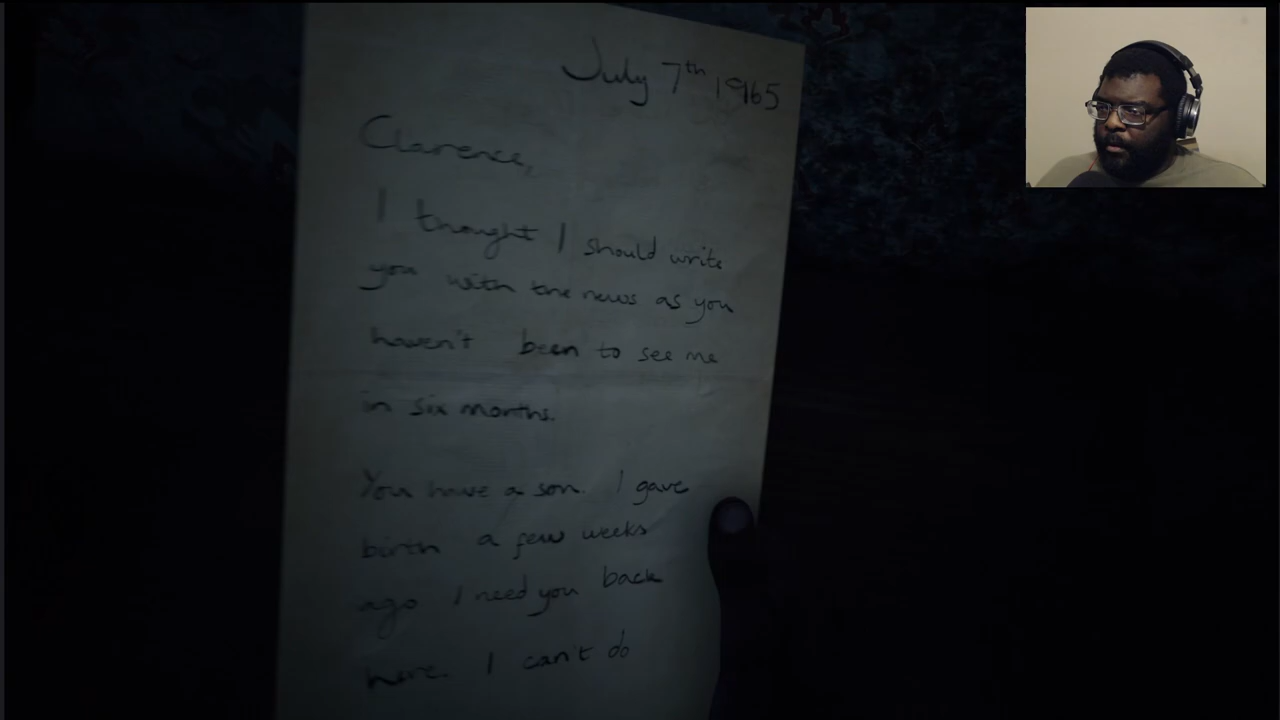 July 7th 1965
Clarence,
I thought I should write
you with the news as you
haven't been to see me
in six months.
You have a son. I gave
birth a few weeks
ago I need you back
here. I can't do